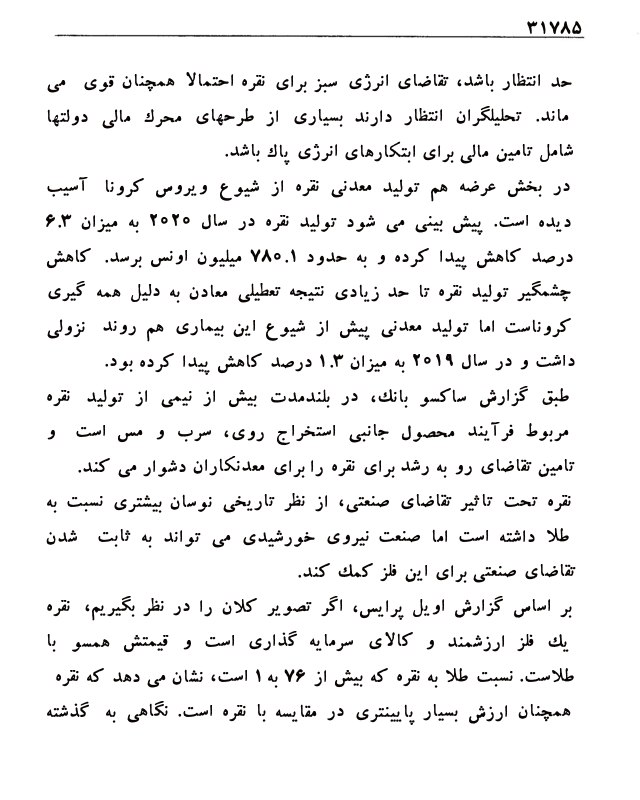 ۳۱۷۸۵
حد انتظار باشد، تقاضای انرژی سبز برای نقره احتمالا همچنان قوی می
ماند. تحلیلگران انتظار دارند بسیاری از طرحهای محرك مالی دولتها
شامل تامین مالی برای ابتکارهای انرژی پاك باشد.
در بخش عرضه هم تولید معدنی نقره از شیوع ویروس کرونا آسیب
دیده است. پیش بینی می شود تولید نقره در سال ۲۰۲۰ به میزان ۶.۳
درصد کاهش پیدا کرده و به حدود ۷۸۰.۱ میلیون اونس برسد. کاهش
چشمگیر تولید نقره تا حد زیادی نتیجه تعطیلی معادن به دلیل همه گیری
کروناست اما تولید معدنی پیش از شیوع این بیماری هم روند نزولی
داشت و در سال ۲۰۱۹ به میزان ۱.۳ درصد کاهش پیدا کرده بود.
طبق گزارش ساکسو بانك، در بلندمدت بیش از نیمی از تولید نقره
مربوط فرآیند محصول جانبی استخراج روی، سرب و مس است و
تامین تقاضای رو به رشد برای نقره را برای معدنکاران دشوار می کند.
نقره تحت تاثیر تقاضای صنعتی، از نظر تاریخی نوسان بیشتری نسبت به
طلا داشته است اما صنعت نیروی خورشیدی می تواند به ثابت شدن
تقاضای صنعتی برای این فلز کمك کند.
بر اساس گزارش اویل پرایس، اگر تصویر کلان را در نظر بگیریم، نقره
یك فلز ارزشمند و کالای سرمایه گذاری است و قیمتش همسو با
طلاست. نسبت طلا به نقره که بیش از ۷۶ به ۱ است، نشان می دهد که نقره
همچنان ارزش بسیار پایینتری در مقایسه با نقره است. نگاهی به گذشته